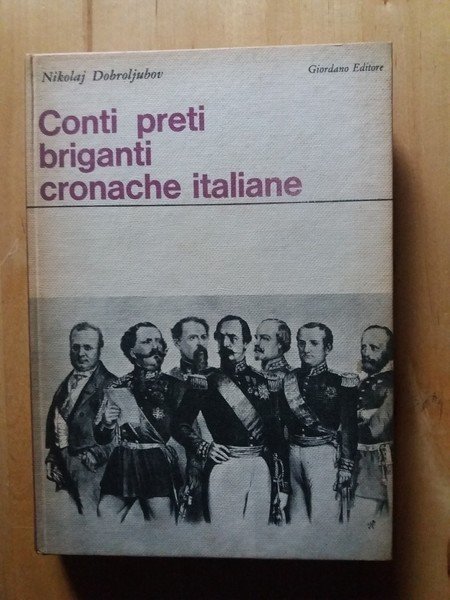 Nikolaj Dobroljubov
Giordano Editore
Conti preti
briganti
cronache italiane